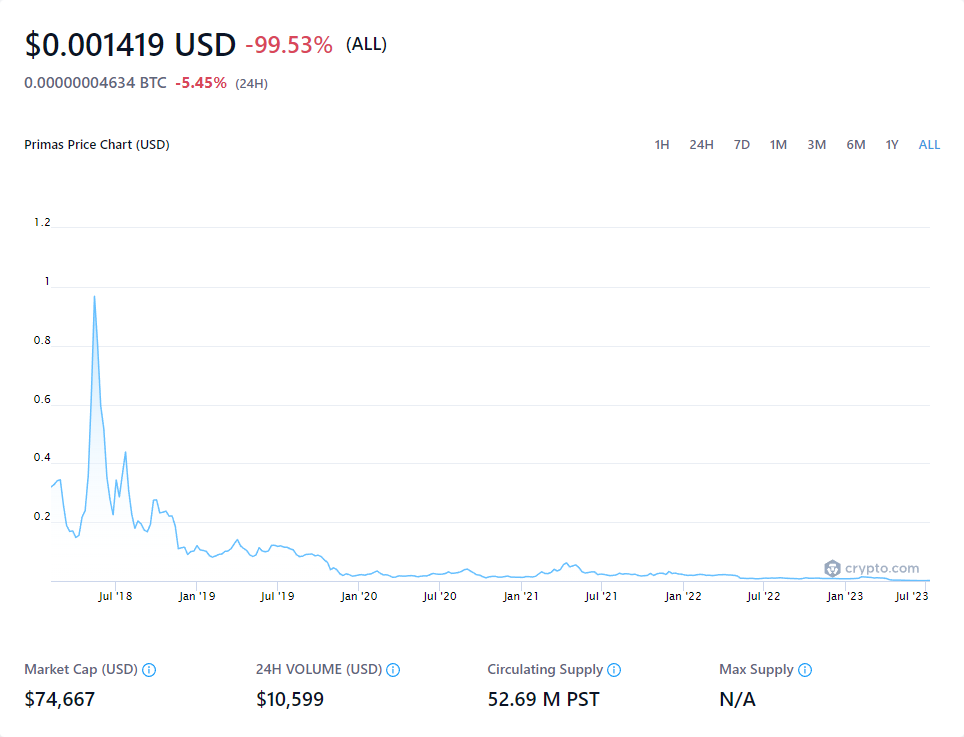 $0.001419 USD -99.53% (ALL)
0.00000004634 BTC -5.45% (24H)
Primas Price Chart (USD) 1H 24H 7D 1M 3M 6M 1Y ALL
1.2
1
0.8
0.6
0.4
0.2
crypto.com
Jul '18 Jan '19 Jul '19 Jan '20 Jul '20 Jan '21 Jul '21 Jan '22 Jul '22 Jan '23 Jul '23
Market Cap (USD) 24H VOLUME (USD) Circulating Supply Max Supply
$74,667 $10,599 52.69 M PST N/A